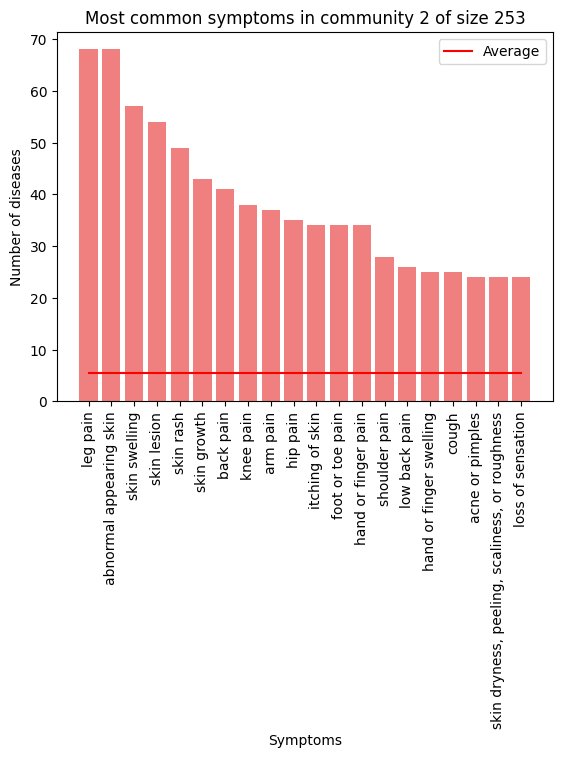 Most common symptoms in community 2 of size 253
Average
Number of diseases
70
60
50
40
30
20
10
0
leg pain
abnormal appearing skin
skin swelling
skin lesion
skin rash
skin growth
back pain
knee pain
arm pain
hip pain
itching of skin
foot or toe pain
hand or finger pain
shoulder pain
low back pain
hand or finger swelling
cough
acne or pimples
skin dryness, peeling, scaliness, or roughness
loss of sensation
Symptoms